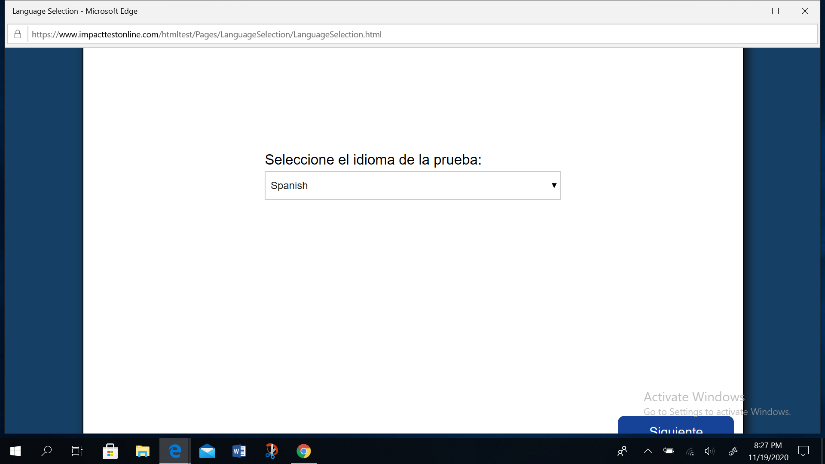 Language Selection - Microsoft Edge
https://www.impacttestonline.com/htmltest/Pages/LanguageSelection/LanguageSelection.html
Seleccione el idioma de la prueba:
Spanish
Activate Windows
Go to Settings to activate Windows.
Siguiente
8:27 PM
11/19/2020